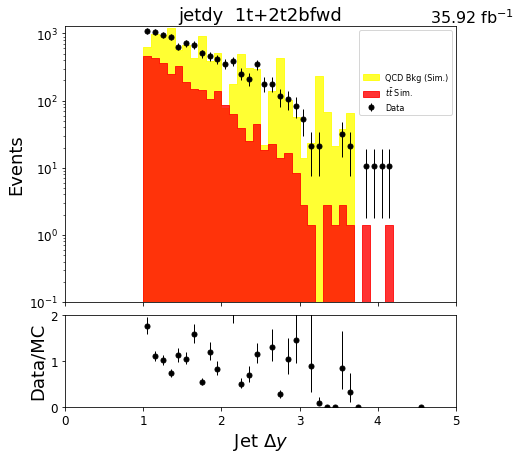 jetdy 1t+2t2bfwd
35.92 fb⁻¹
10³
10²
10¹
10⁰
10⁻¹
Events
QCD Bkg (Sim.)
tt̄ Sim.
Data
2
1
0
Data/MC
0 1 2 3 4 5
Jet Δy